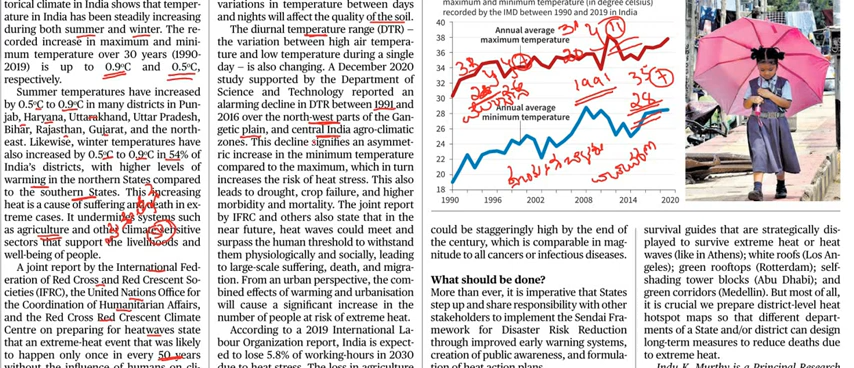 torical climate in India shows that temper-
ature in India has been steadily increasing
during both summer and winter. The re-
corded increase in maximum and mini-
mum temperature over 30 years (1990-
2019) is up to 0.9°C and 0.5°C,
respectively.
Summer temperatures have increased
by 0.5°C to 0.9°C in many districts in Pun-
jab, Haryana, Uttarakhand, Uttar Pradesh,
Bihar, Rajasthan, Gujarat, and the north-
east. Likewise, winter temperatures have
also increased by 0.5°C to 0.9°C in 54% of
India's districts, with higher levels of
warming in the northern States compared
to the southern States. This increasing
heat is a cause of suffering and death in ex-
treme cases. It undermines systems such
as agriculture and other climate-sensitive
sectors that support the livelihoods and
well-being of people.
A joint report by the International Fed-
eration of Red Cross and Red Crescent So-
cieties (IFRC), the United Nations Office for
the Coordination of Humanitarian Affairs,
and the Red Cross Red Crescent Climate
Centre on preparing for heatwaves state
that an extreme-heat event that was likely
to happen only once in every 50 years
without the influence of humans on cli-
variations in temperature between days
and nights will affect the quality of the soil.
The diurnal temperature range (DTR) –
the variation between high air tempera-
ture and low temperature during a single
day – is also changing. A December 2020
study supported by the Department of
Science and Technology reported an
alarming decline in DTR between 1991 and
2016 over the north-west parts of the Gan-
getic plain, and central India agro-climatic
zones. This decline signifies an asymmet-
ric increase in the minimum temperature
compared to the maximum, which in turn
increases the risk of heat stress. This also
leads to drought, crop failure, and higher
morbidity and mortality. The joint report
by IFRC and others also state that in the
near future, heat waves could meet and
surpass the human threshold to withstand
them physiologically and socially, leading
to large-scale suffering, death, and migra-
tion. From an urban perspective, the com-
bined effects of warming and urbanisation
will cause a significant increase in the
number of people at risk of extreme heat.
According to a 2019 International La-
bour Organization report, India is expect-
ed to lose 5.8% of working-hours in 2030
due to heat stress. The loss in agriculture
maximum and minimum temperature (in degree celsius)
recorded by the IMD between 1990 and 2019 in India
40
38
36
34
32
30
28
26
24
22
20
18
Annual average
maximum temperature
Annual average
minimum temperature
1991
11
7
28
1990
1996
2002
2008
2014
2020
could be staggeringly high by the end of
the century, which is comparable in mag-
nitude to all cancers or infectious diseases.
What should be done?
More than ever, it is imperative that States
step up and share responsibility with other
stakeholders to implement the Sendai Fra-
mework for Disaster Risk Reduction
through improved early warning systems,
creation of public awareness, and formula-
tion of heat action plans.
survival guides that are strategically dis-
played to survive extreme heat or heat
waves (like in Athens); white roofs (Los An-
geles); green rooftops (Rotterdam); self-
shading tower blocks (Abu Dhabi); and
green corridors (Medellin). But most of all,
it is crucial we prepare district-level heat
hotspot maps so that different depart-
ments of a State and/or district can design
long-term measures to reduce deaths due
to extreme heat.
Indu K. Murthy is a Principal Research